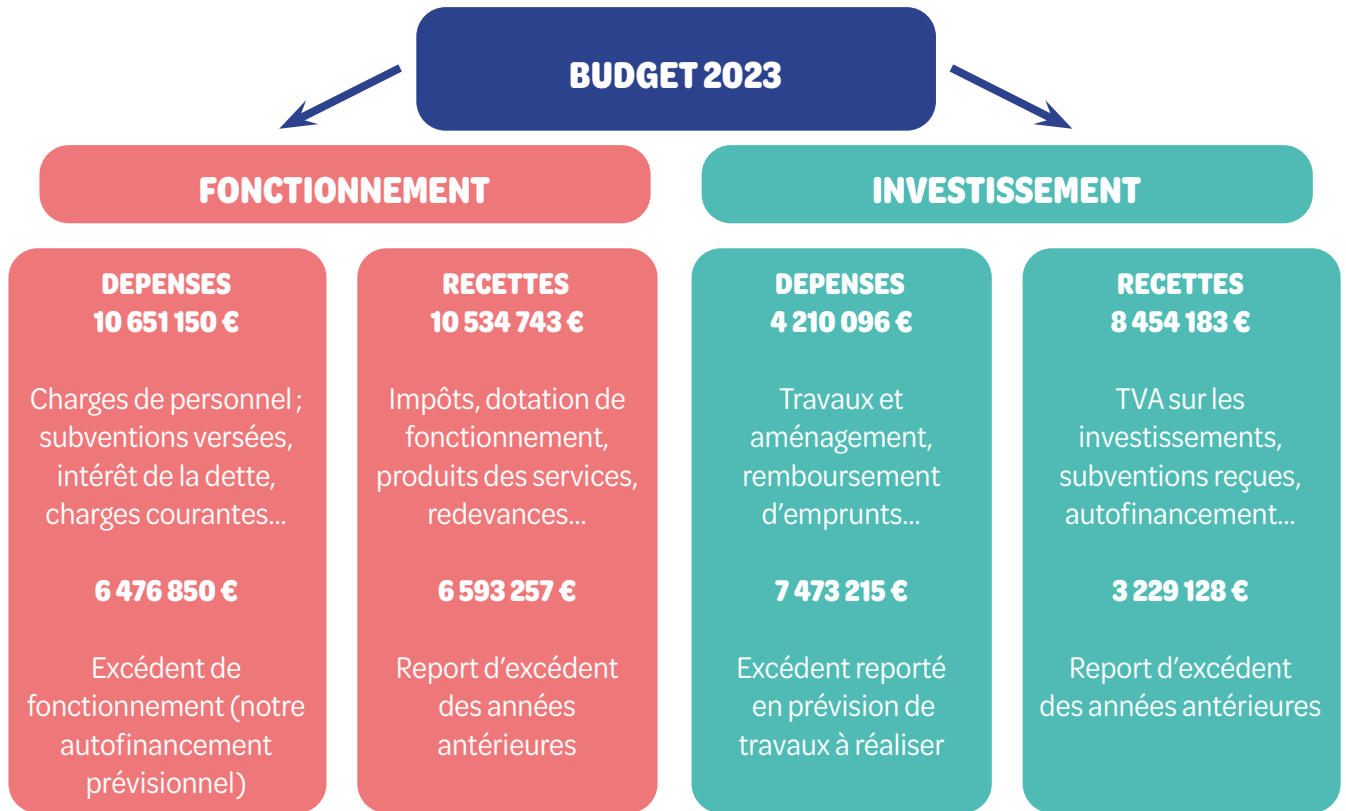 BUDGET 2023
FONCTIONNEMENT
DEPENSES
10 651 150 €
Charges de personnel ;
subventions versées,
intérêt de la dette,
charges courantes...
6 476 850 €
Excédent de
fonctionnement (notre
autofinancement
prévisionnel)
RECETTES
10 534 743 €
Impôts, dotation de
fonctionnement,
produits des services,
redevances...
6 593 257 €
Report d'excédent
des années
antérieures
INVESTISSEMENT
DEPENSES
4 210 096 €
Travaux et
aménagement,
remboursement
d'emprunts...
7 473 215 €
Excédent reporté
en prévision de
travaux à réaliser
RECETTES
8 454 183 €
TVA sur les
investissements,
subventions reçues,
autofinancement...
3 229 128 €
Report d'excédent
des années antérieures